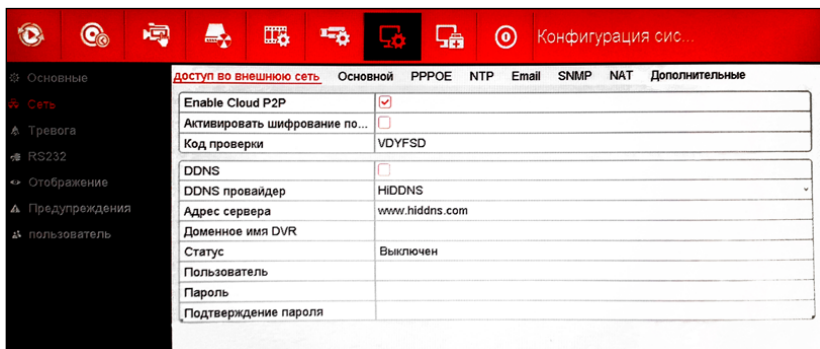 Конфигурация сис...
Основные
Сеть
Тревога
RS232
Отображение
Предупреждения
пользователь
доступ во внешнюю сеть Основной PPPOE NTP Email SNMP NAT Дополнительные
Enable Cloud P2P
Активировать шифрование по...
Код проверки VDYFSD
DDNS
DDNS провайдер HiDDNS
Адрес сервера www.hiddns.com
Доменное имя DVR
Статус Выключен
Пользователь
Пароль
Подтверждение пароля